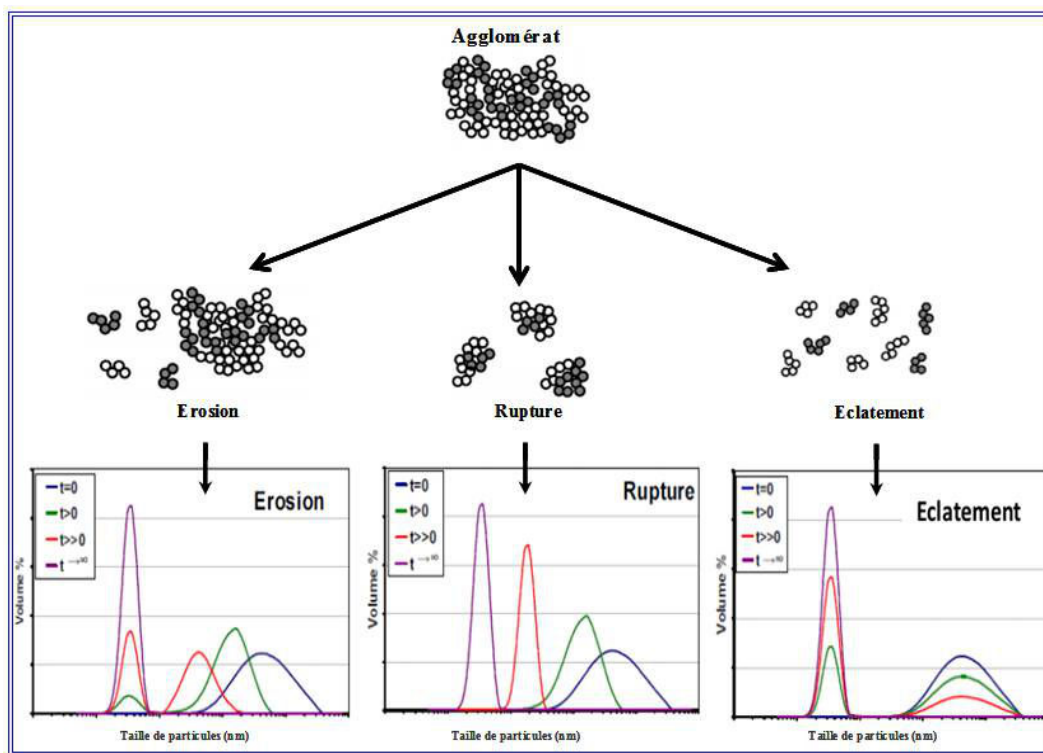 Agglomérat
Erosion
Rupture
Eclatement
Volume %
t=0
t>0
t>>0
t →∞
Erosion
Taille de particules (nm)
Volume %
t=0
t>0
t>>0
t →∞
Rupture
Taille de particules (nm)
Volume %
t=0
t>0
t>>0
t →∞
Eclatement
Taille de particules (nm)